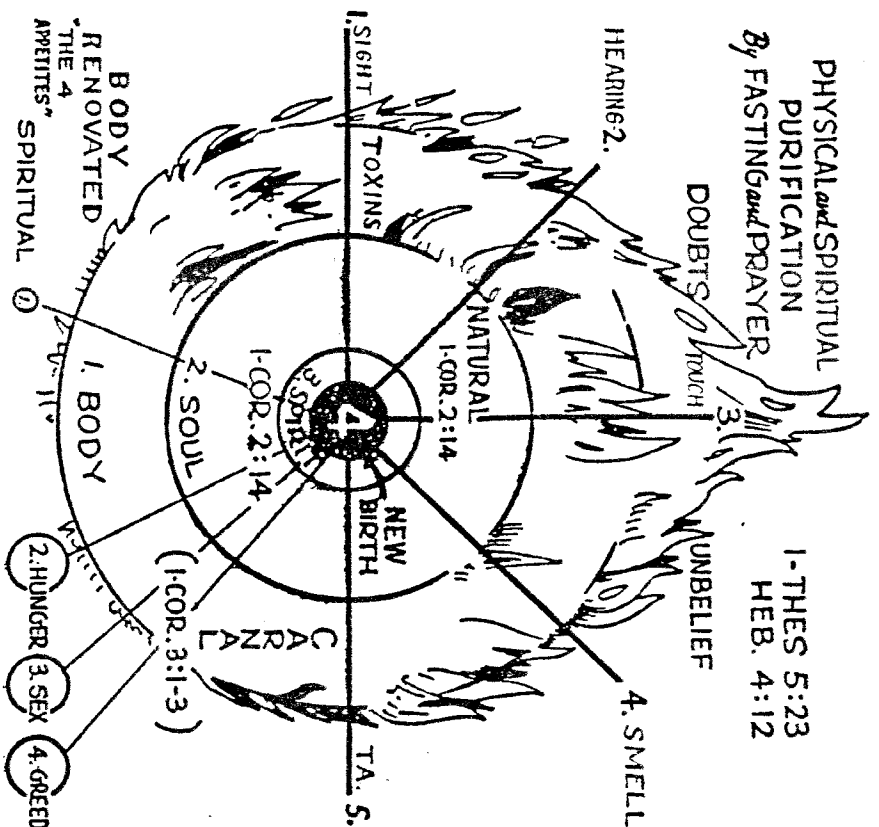 PHYSICAL and SPIRITUAL
PURIFICATION
By FASTING and PRAYER
1-THES 5:23
HEB. 4:12
HEARING 2.
DOUBTS
TOUCH
3.
UNBELIEF
4. SMELL
1. SIGHT
TOXINS
NATURAL
1-COR. 2:14
4
NEW
BIRTH
3. SPIRIT
1-COR. 2:14
2. SOUL
1. BODY
CARNAL
(1-COR. 3:1-3)
TA. 5.
BODY
RENOVATED
"THE 4
APPETITES"
SPIRITUAL 1.
2. HUNGER
3. SEX
4. GREED